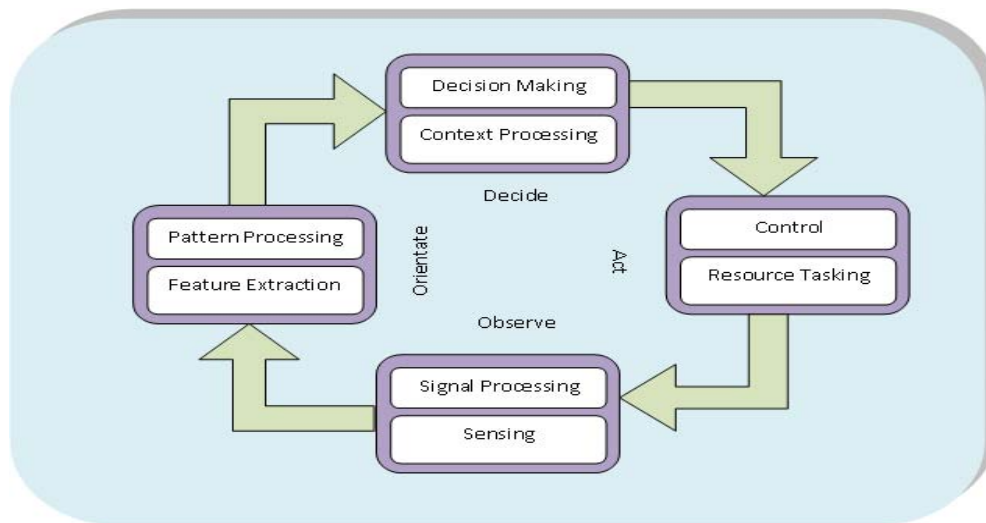 Decision Making
Context Processing
Decide
Pattern Processing
Feature Extraction
Orientate
Act
Control
Resource Tasking
Observe
Signal Processing
Sensing